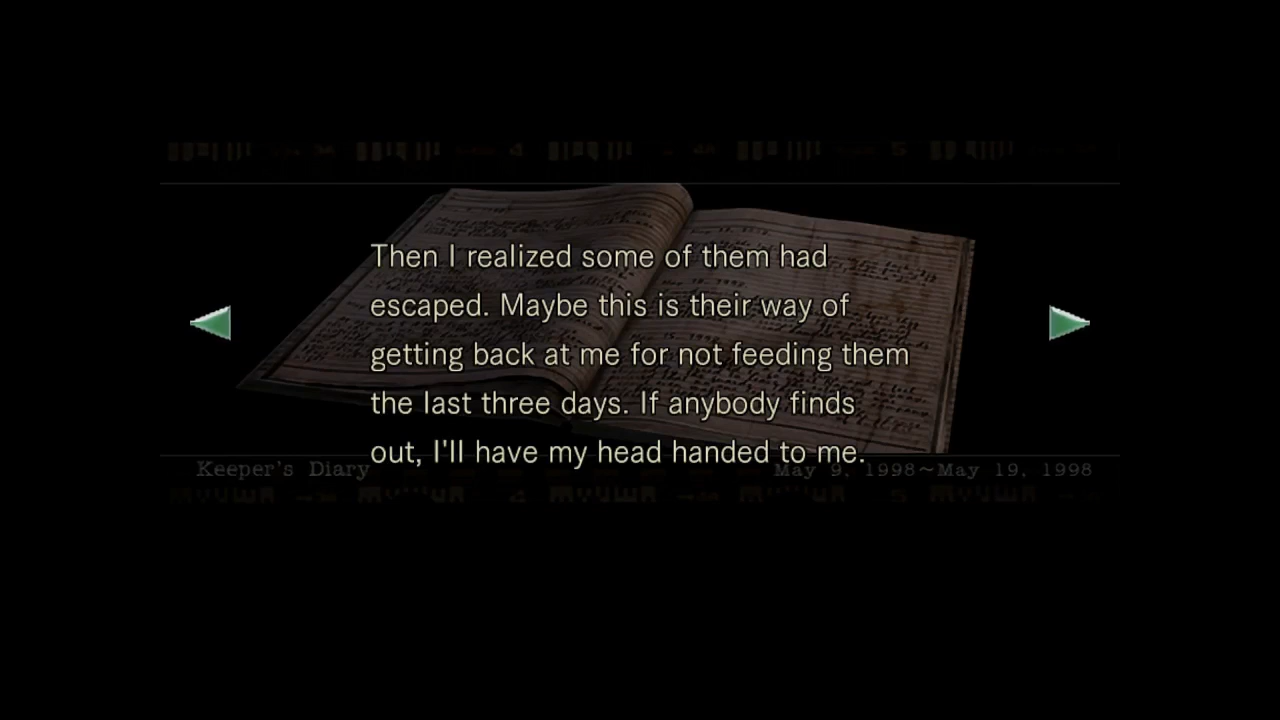 Then I realized some of them had
escaped. Maybe this is their way of
getting back at me for not feeding them
the last three days. If anybody finds
out, I'll have my head handed to me.
Keeper's Diary
May 9, 1998~May 19, 1998